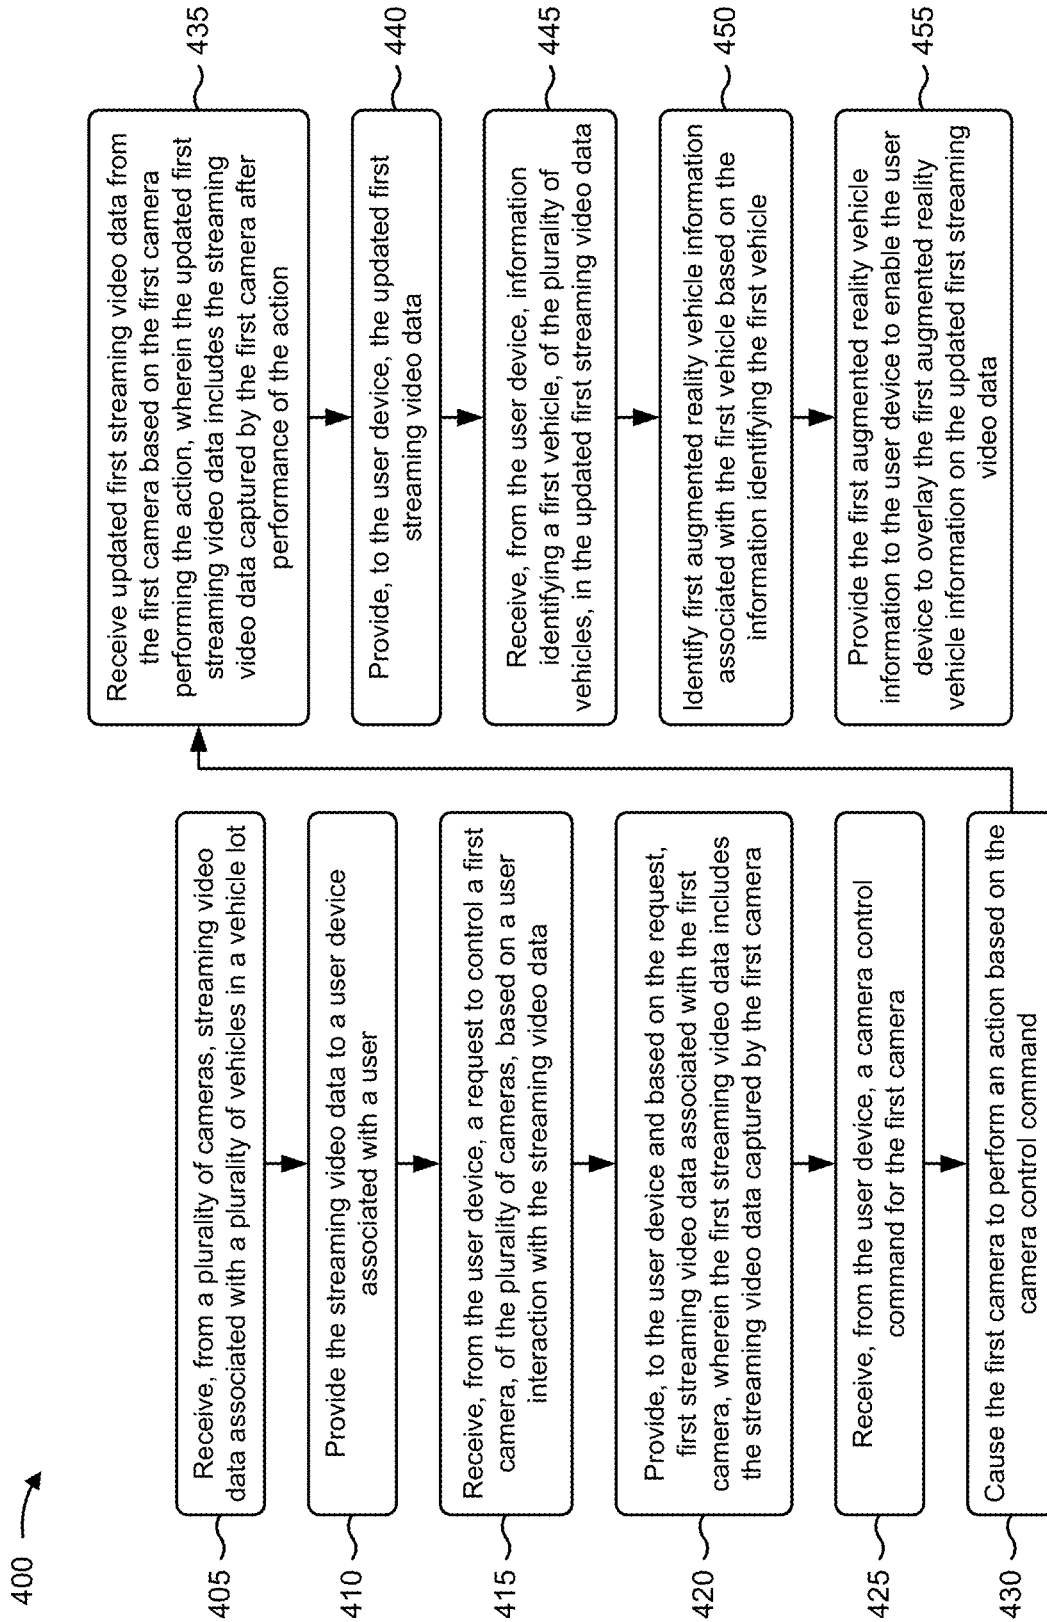 400
405
Receive, from a plurality of cameras, streaming video
data associated with a plurality of vehicles in a vehicle lot
410
Provide the streaming video data to a user device
associated with a user
415
Receive, from the user device, a request to control a first
camera, of the plurality of cameras, based on a user
interaction with the streaming video data
420
Provide, to the user device and based on the request,
first streaming video data associated with the first
camera, wherein the first streaming video data includes
the streaming video data captured by the first camera
425
Receive, from the user device, a camera control
command for the first camera
430
Cause the first camera to perform an action based on the
camera control command
435
Receive updated first streaming video data from
the first camera based on the first camera
performing the action, wherein the updated first
streaming video data includes the streaming
video data captured by the first camera after
performance of the action
440
Provide, to the user device, the updated first
streaming video data
445
Receive, from the user device, information
identifying a first vehicle, of the plurality of
vehicles, in the updated first streaming video data
450
Identify first augmented reality vehicle information
associated with the first vehicle based on the
information identifying the first vehicle
455
Provide the first augmented reality vehicle
information to the user device to enable the user
device to overlay the first augmented reality
vehicle information on the updated first streaming
video data